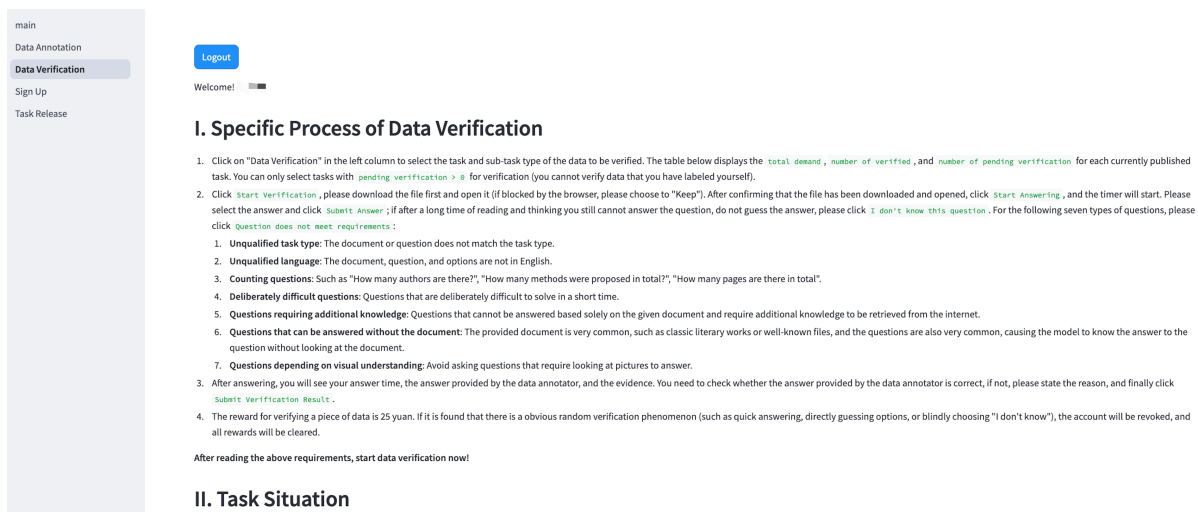 main
Data Annotation
Data Verification
Sign Up
Task Release
Logout
Welcome!
I. Specific Process of Data Verification
1. Click on "Data Verification" in the left column to select the task and sub-task type of the data to be verified. The table below displays the total demand , number of verified , and number of pending verification for each currently published
task. You can only select tasks with pending verification > 0 for verification (you cannot verify data that you have labeled yourself).
2. Click Start Verification , please download the file first and open it (if blocked by the browser, please choose to "Keep"). After confirming that the file has been downloaded and opened, click Start Answering , and the timer will start. Please
select the answer and click Submit Answer ; if after a long time of reading and thinking you still cannot answer the question, do not guess the answer, please click I don't know this question . For the following seven types of questions, please
click Question does not meet requirements :
1. Unqualified task type: The document or question does not match the task type.
2. Unqualified language: The document, question, and options are not in English.
3. Counting questions: Such as "How many authors are there?", "How many methods were proposed in total?", "How many pages are there in total".
4. Deliberately difficult questions: Questions that are deliberately difficult to solve in a short time.
5. Questions requiring additional knowledge: Questions that cannot be answered based solely on the given document and require additional knowledge to be retrieved from the internet.
6. Questions that can be answered without the document: The provided document is very common, such as classic literary works or well-known files, and the questions are also very common, causing the model to know the answer to the
question without looking at the document.
7. Questions depending on visual understanding: Avoid asking questions that require looking at pictures to answer.
3. After answering, you will see your answer time, the answer provided by the data annotator, and the evidence. You need to check whether the answer provided by the data annotator is correct, if not, please state the reason, and finally click
Submit Verification Result .
4. The reward for verifying a piece of data is 25 yuan. If it is found that there is a obvious random verification phenomenon (such as quick answering, directly guessing options, or blindly choosing "I don't know"), the account will be revoked, and
all rewards will be cleared.
After reading the above requirements, start data verification now!
II. Task Situation